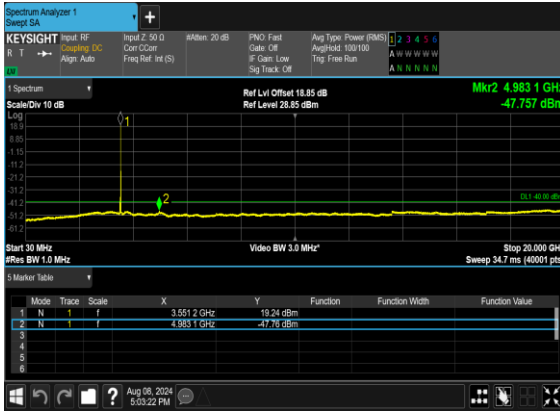 Spectrum Analyzer 1
Swept SA
+
KEYSIGHT Input: RF Input Z: 50 Ω #Atten: 20 dB PNO: Fast Avg Type: Power (RMS) 1 2 3 4 5 6
R T Coupling: DC Corr CCorr Gate: Off Avg|Hold: 100/100 A W W W W W
Align: Auto Freq Ref: Int (S) IF Gain: Low Trig: Free Run
Sig Track: Off A N N N N N
1 Spectrum
Ref Lvl Offset 18.85 dB Mkr2 4.983 1 GHz
Scale/Div 10 dB Ref Level 28.85 dBm -47.757 dBm
Log
18.9
8.85
-1.15
-11.2
-21.2
-31.2
-41.2
-51.2
-61.2
1
2
DL1 -40.00 dBm
Start 30 MHz Video BW 3.0 MHz* Stop 20.000 GHz
#Res BW 1.0 MHz Sweep 34.7 ms (40001 pts)
5 Marker Table
Mode Trace Scale X Y Function Function Width Function Value
1 N 1 f 3.551 2 GHz 19.24 dBm
2 N 1 f 4.983 1 GHz -47.76 dBm
3
4
5
6
? Aug 06, 2024
5:03:22 PM